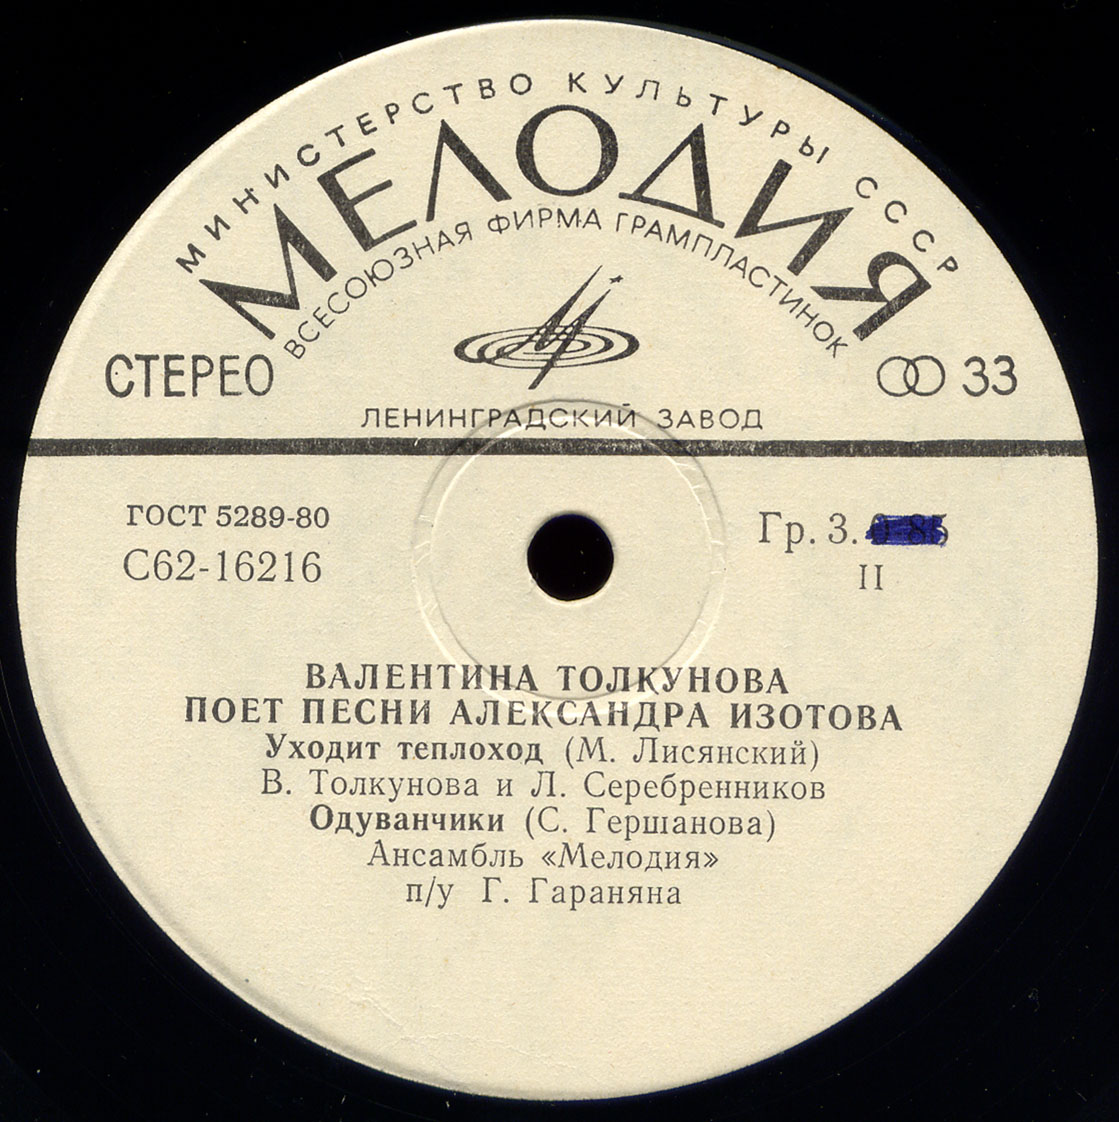 МИНИСТЕРСТВО КУЛЬТУРЫ СССР
МЕЛОДИЯ
ВСЕСОЮЗНАЯ ФИРМА ГРАМПЛАСТИНОК
СТЕРЕО 33
ЛЕНИНГРАДСКИЙ ЗАВОД
ГОСТ 5289-80 Гр. 3.
С62-16216 II
ВАЛЕНТИНА ТОЛКУНОВА
ПОЕТ ПЕСНИ АЛЕКСАНДРА ИЗОТОВА
Уходит теплоход (М. Лисянский)
В. Толкунова и Л. Серебренников
Одуванчики (С. Гершанова)
Ансамбль «Мелодия»
п/у Г. Гараняна